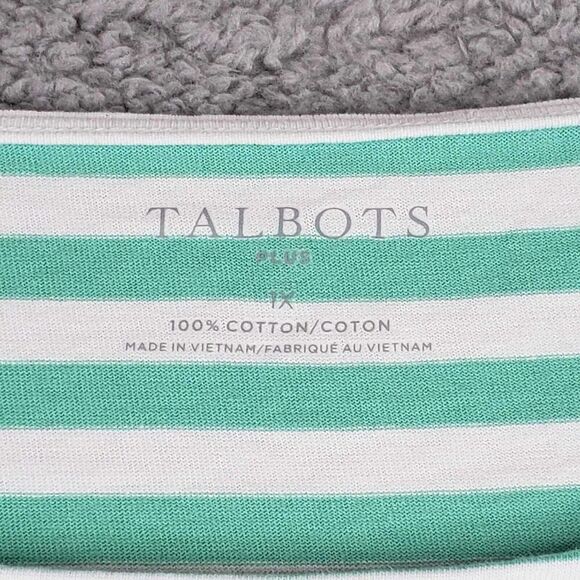 TALBOTS
PLUS
1X
100% COTTON/COTON
MADE IN VIETNAM/FABRIQUÉ AU VIETNAM